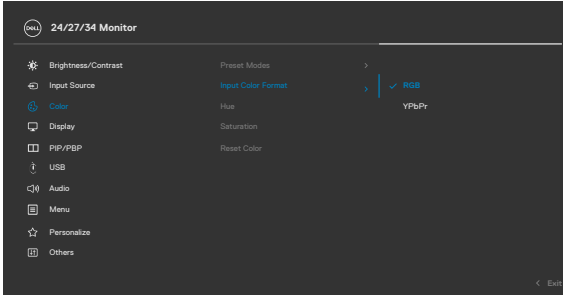 DELL 24/27/34 Monitor
Brightness/Contrast Preset Modes >
Input Source Input Color Format > ✓ RGB
Color Hue YPbPr
Display Saturation
PIP/PBP Reset Color
USB
Audio
Menu
Personalize
Others
< Exit